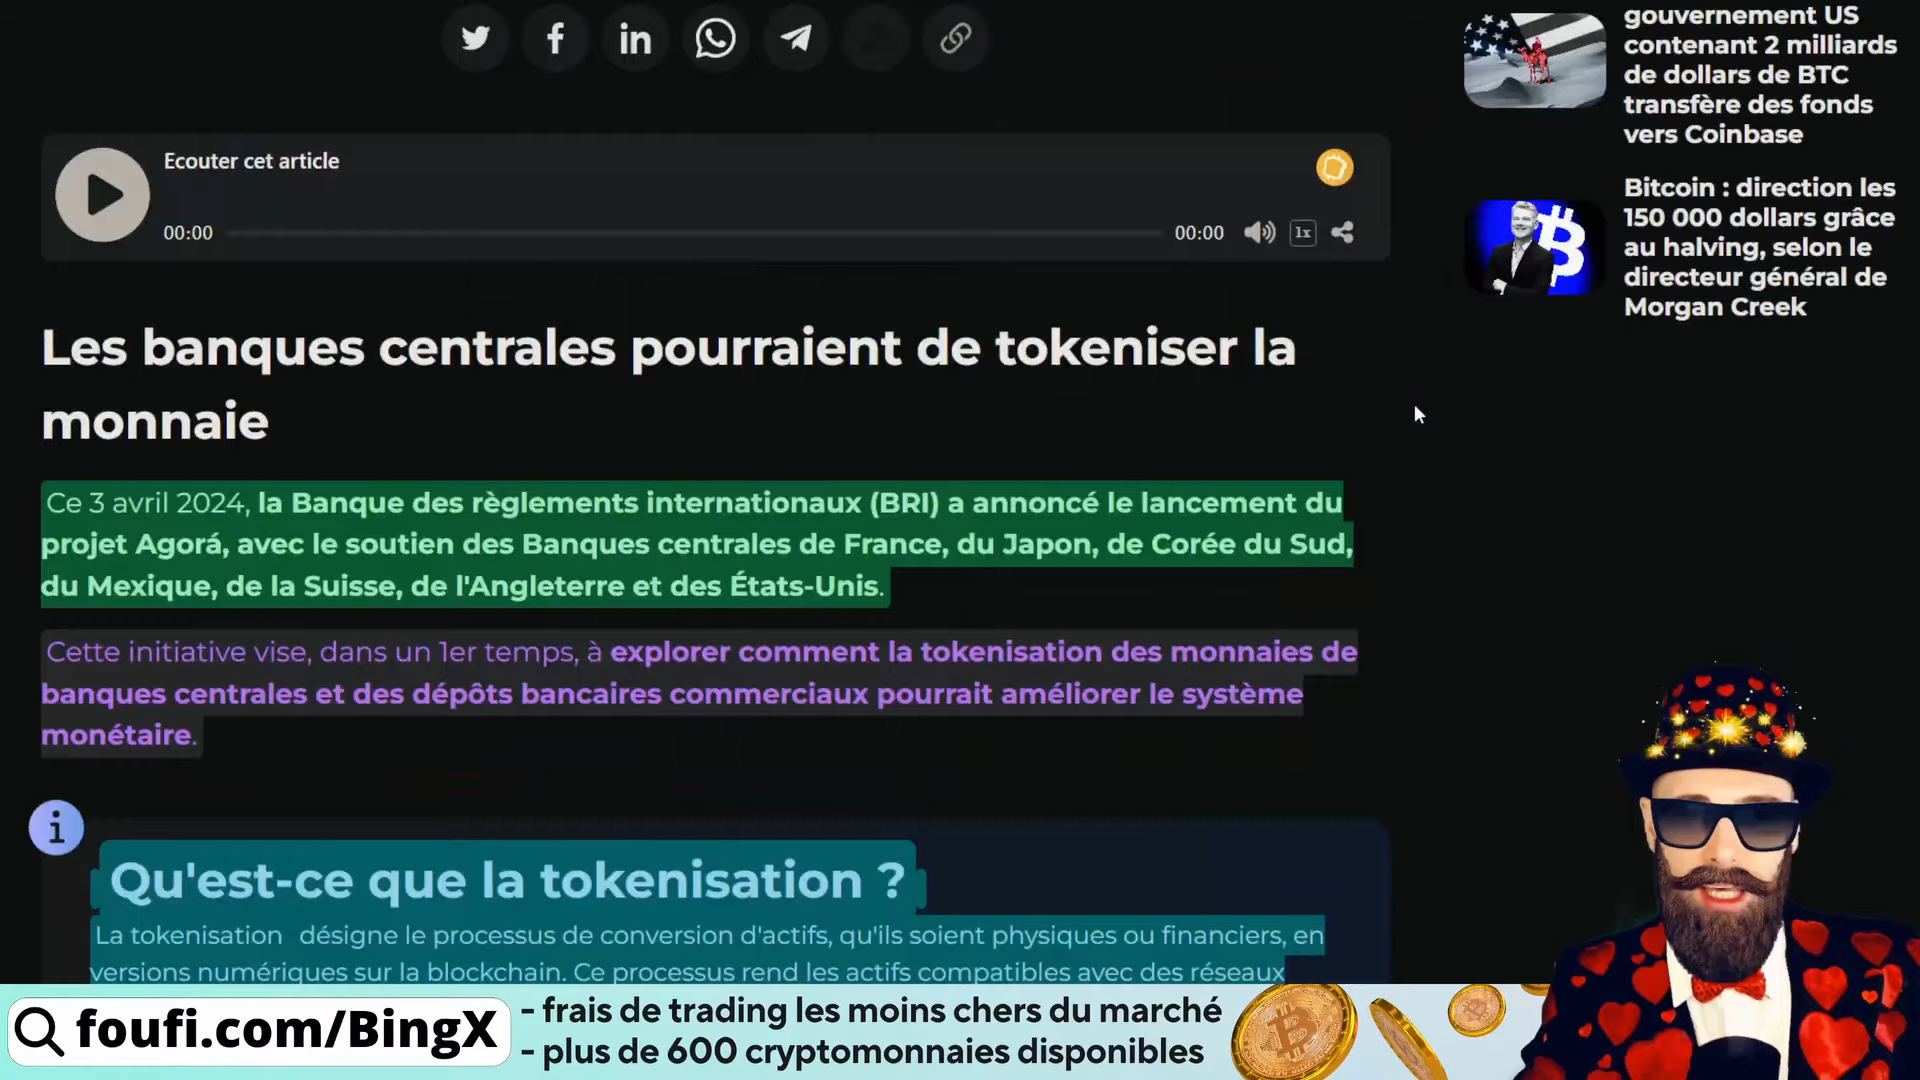 Ecouter cet article
00:00
00:00
1x
Les banques centrales pourraient de tokeniser la
monnaie
Ce 3 avril 2024, la Banque des règlements internationaux (BRI) a annoncé le lancement du
projet Agorá, avec le soutien des Banques centrales de France, du Japon, de Corée du Sud,
du Mexique, de la Suisse, de l'Angleterre et des États-Unis.
Cette initiative vise, dans un 1er temps, à explorer comment la tokenisation des monnaies de
banques centrales et des dépôts bancaires commerciaux pourrait améliorer le système
monétaire.
Qu'est-ce que la tokenisation ?
La tokenisation désigne le processus de conversion d'actifs, qu'ils soient physiques ou financiers, en
versions numériques sur la blockchain. Ce processus rend les actifs compatibles avec des réseaux
gouvernement US
contenant 2 milliards
de dollars de BTC
transfère des fonds
vers Coinbase
Bitcoin : direction les
150 000 dollars grâce
au halving, selon le
directeur général de
Morgan Creek
foufi.com/BingX
- frais de trading les moins chers du marché
- plus de 600 cryptomonnaies disponibles